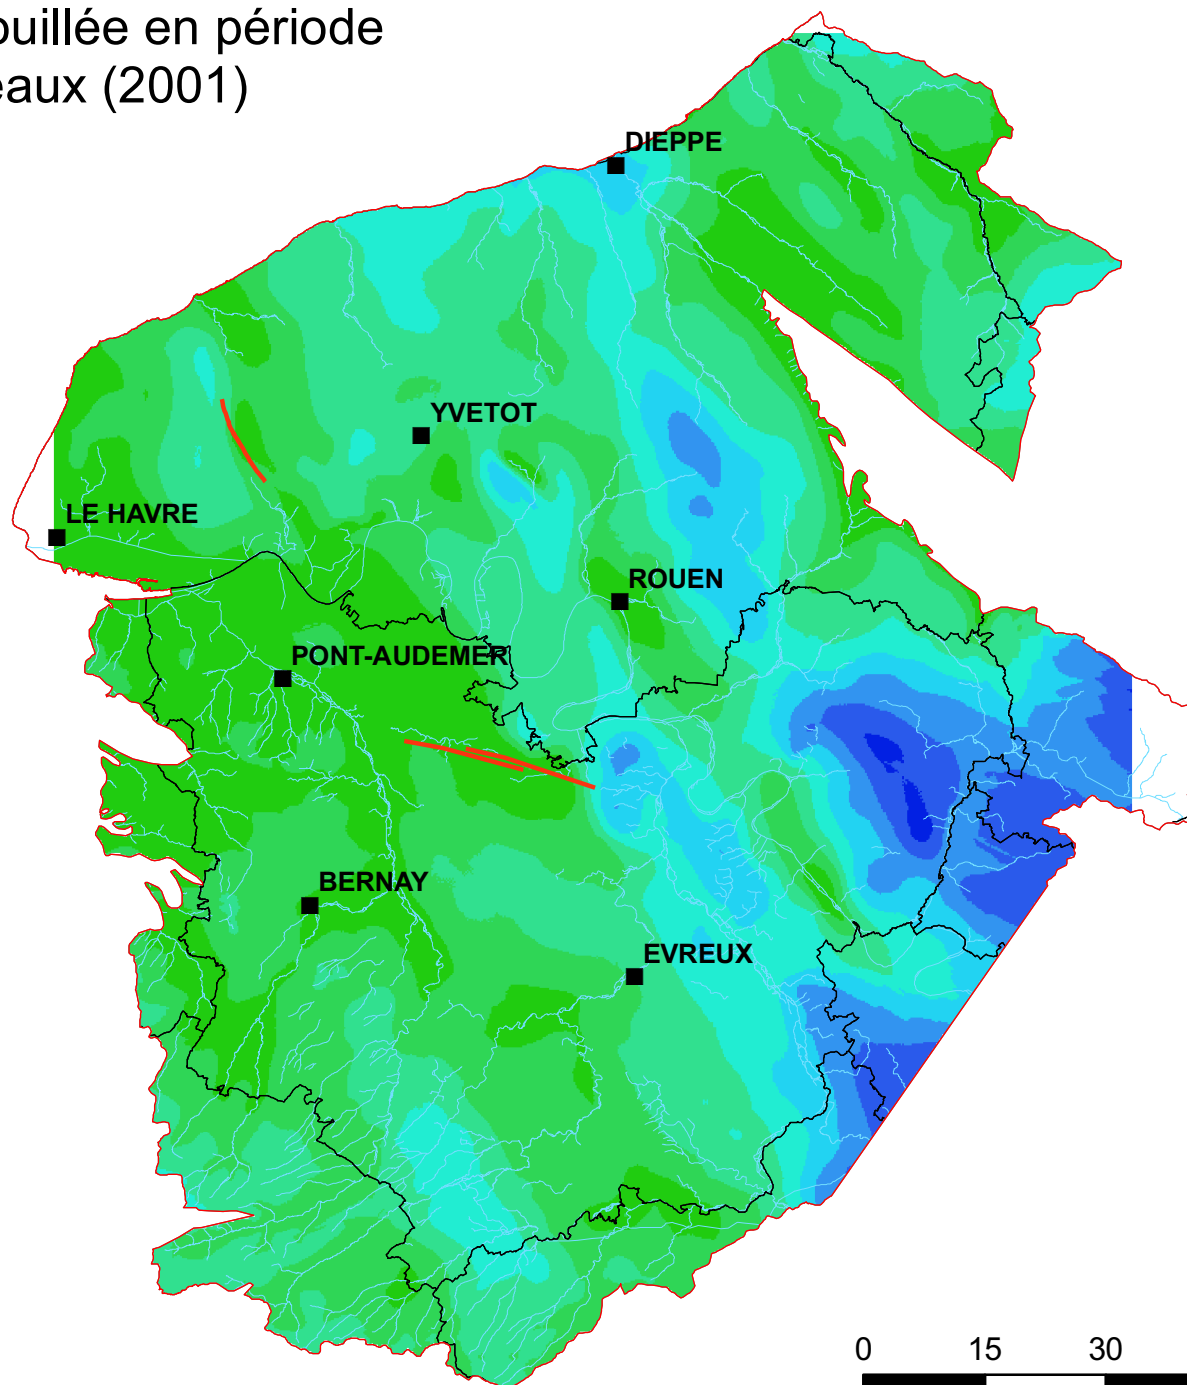 ouillée en période
eaux (2001)
DIEPPE
YVETOT
LE HAVRE
ROUEN
PONT-AUDEMER
BERNAY
EVREUX
0 15 30